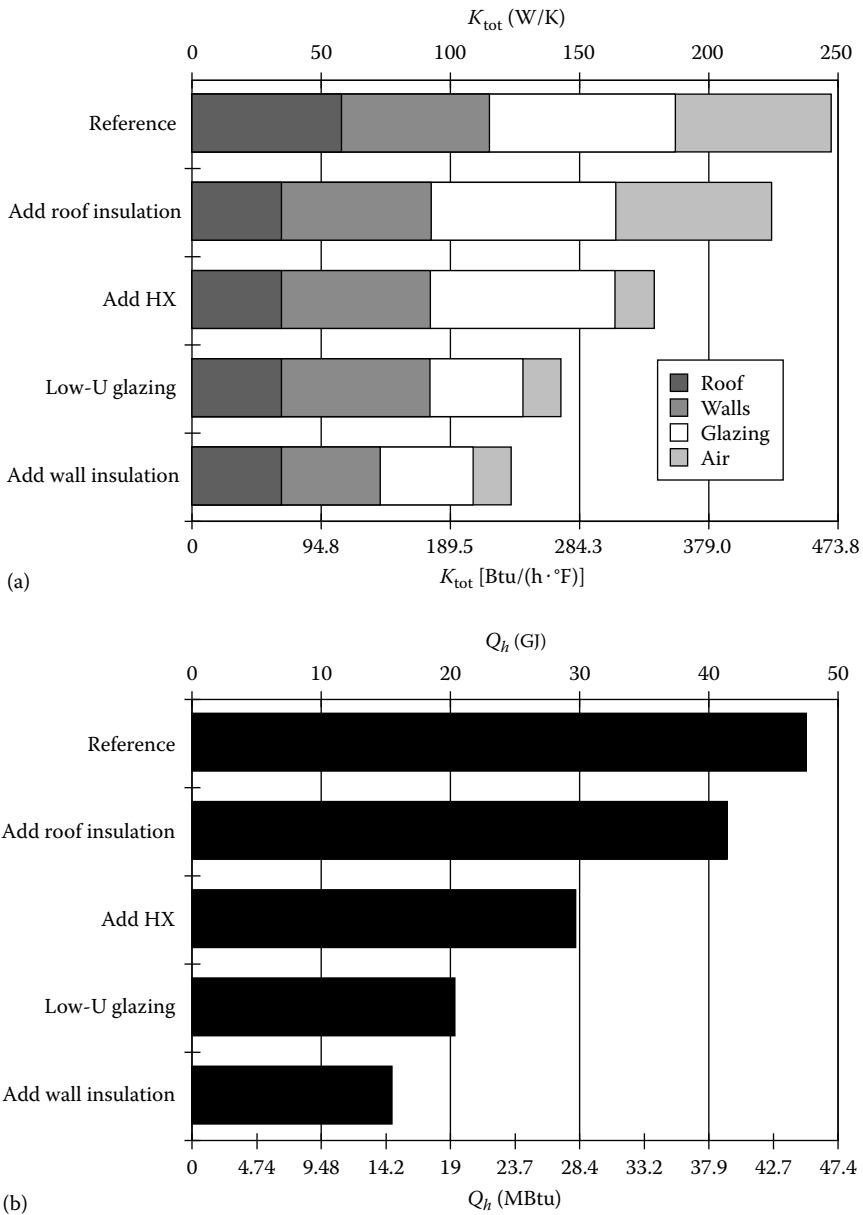 K_tot (W/K)
0 50 100 150 200 250
Reference
Add roof insulation
Add HX
Low-U glazing
Add wall insulation
Roof
Walls
Glazing
Air
0 94.8 189.5 284.3 379.0 473.8
K_tot [Btu/(h·°F)]
(a)
Q_h (GJ)
0 10 20 30 40 50
Reference
Add roof insulation
Add HX
Low-U glazing
Add wall insulation
0 4.74 9.48 14.2 19 23.7 28.4 33.2 37.9 42.7 47.4
Q_h (MBtu)
(b)